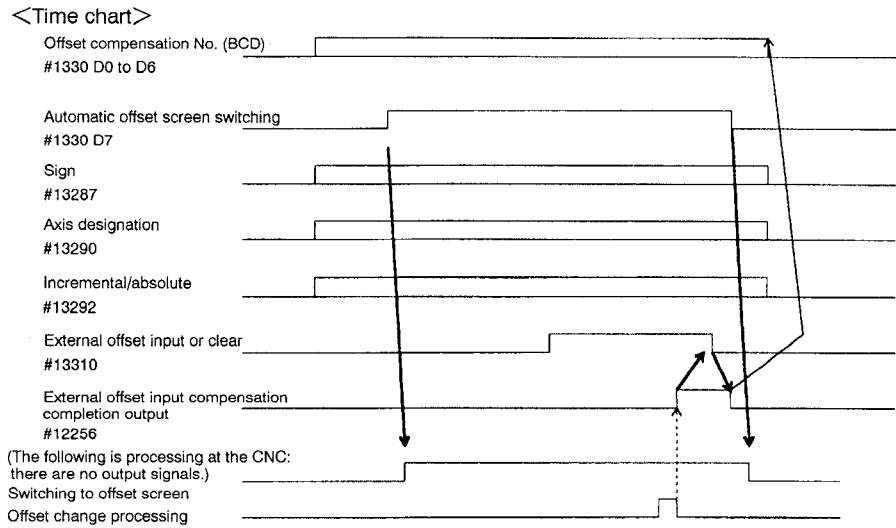 <Time chart>
Offset compensation No. (BCD)
#1330 D0 to D6
Automatic offset screen switching
#1330 D7
Sign
#13287
Axis designation
#13290
Incremental/absolute
#13292
External offset input or clear
#13310
External offset input compensation
completion output
#12256
(The following is processing at the CNC:
there are no output signals.)
Switching to offset screen
Offset change processing